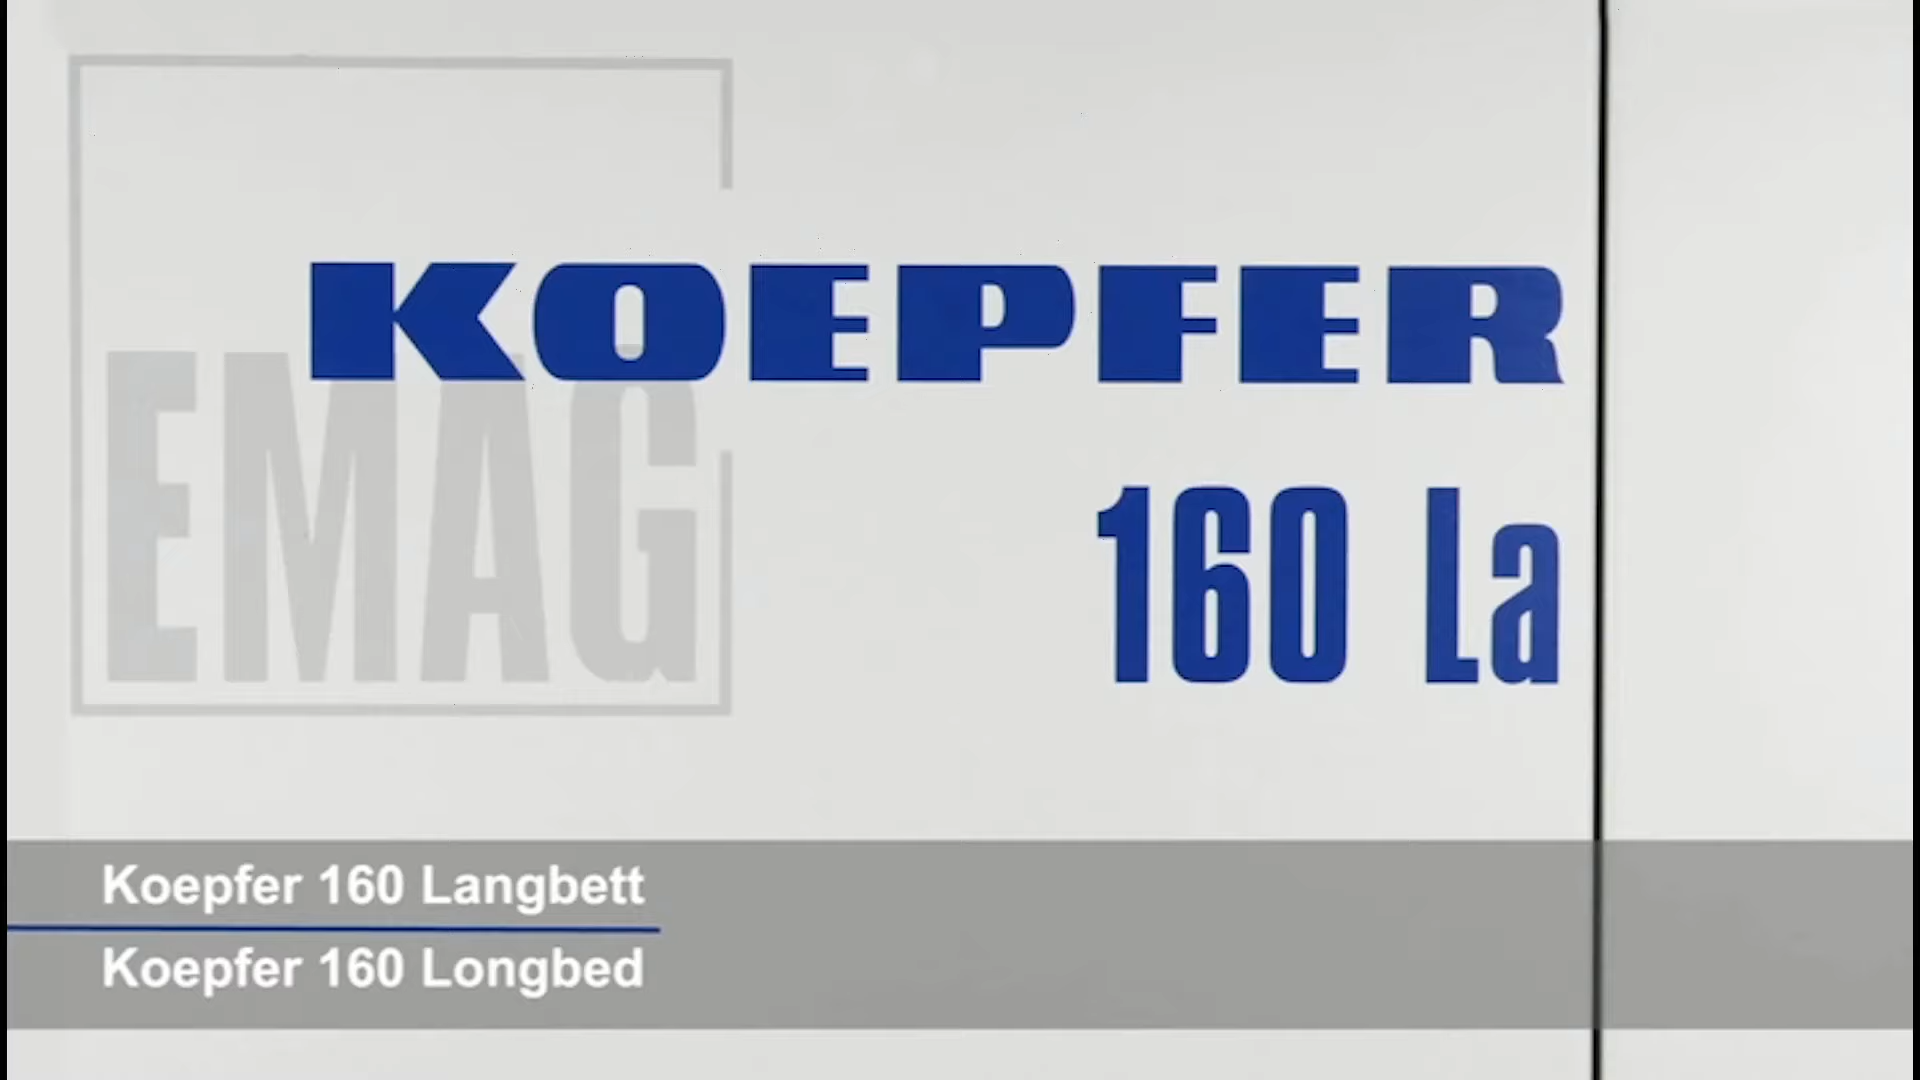 KOEPFER
EMAG
160 La
Koepfer 160 Langbett
Koepfer 160 Longbed